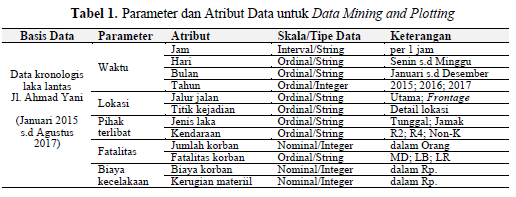 Tabel 1. Parameter dan Atribut Data untuk Data Mining and Plotting
Basis Data Parameter Atribut Skala/Tipe Data Keterangan
Data kronologis
laka lantas
Jl. Ahmad Yani
(Januari 2015
s.d Agustus
2017)
Waktu
Jam Interval/String per 1 jam
Hari Ordinal/String Senin s.d Minggu
Bulan Ordinal/String Januari s.d Desember
Tahun Ordinal/Integer 2015; 2016; 2017
Lokasi
Jalur jalan Ordinal/String Utama; Frontage
Titik kejadian Ordinal/String Detail lokasi
Pihak
terlibat
Jenis laka Ordinal/String Tunggal; Jamak
Kendaraan Ordinal/String R2; R4; Non-K
Fatalitas
Jumlah korban Nominal/Integer dalam Orang
Fatalitas korban Ordinal/String MD; LB; LR
Biaya
kecelakaan
Biaya korban Nominal/Integer dalam Rp.
Kerugian materiil Nominal/Integer dalam Rp.